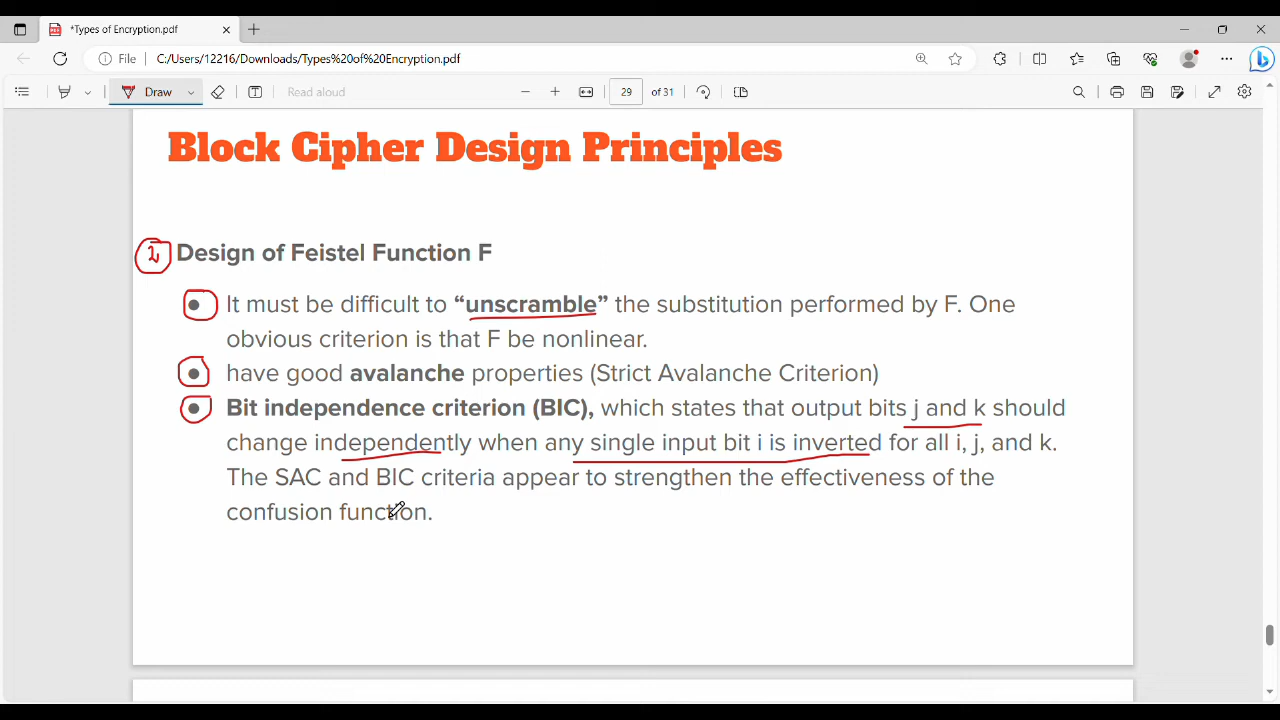 *Types of Encryption.pdf
File C:/Users/12216/Downloads/Types%20of%20Encryption.pdf
Draw Read aloud 29 of 31
Block Cipher Design Principles
Design of Feistel Function F
• It must be difficult to “unscramble” the substitution performed by F. One
obvious criterion is that F be nonlinear.
• have good avalanche properties (Strict Avalanche Criterion)
• Bit independence criterion (BIC), which states that output bits j and k should
change independently when any single input bit i is inverted for all i, j, and k.
The SAC and BIC criteria appear to strengthen the effectiveness of the
confusion function.